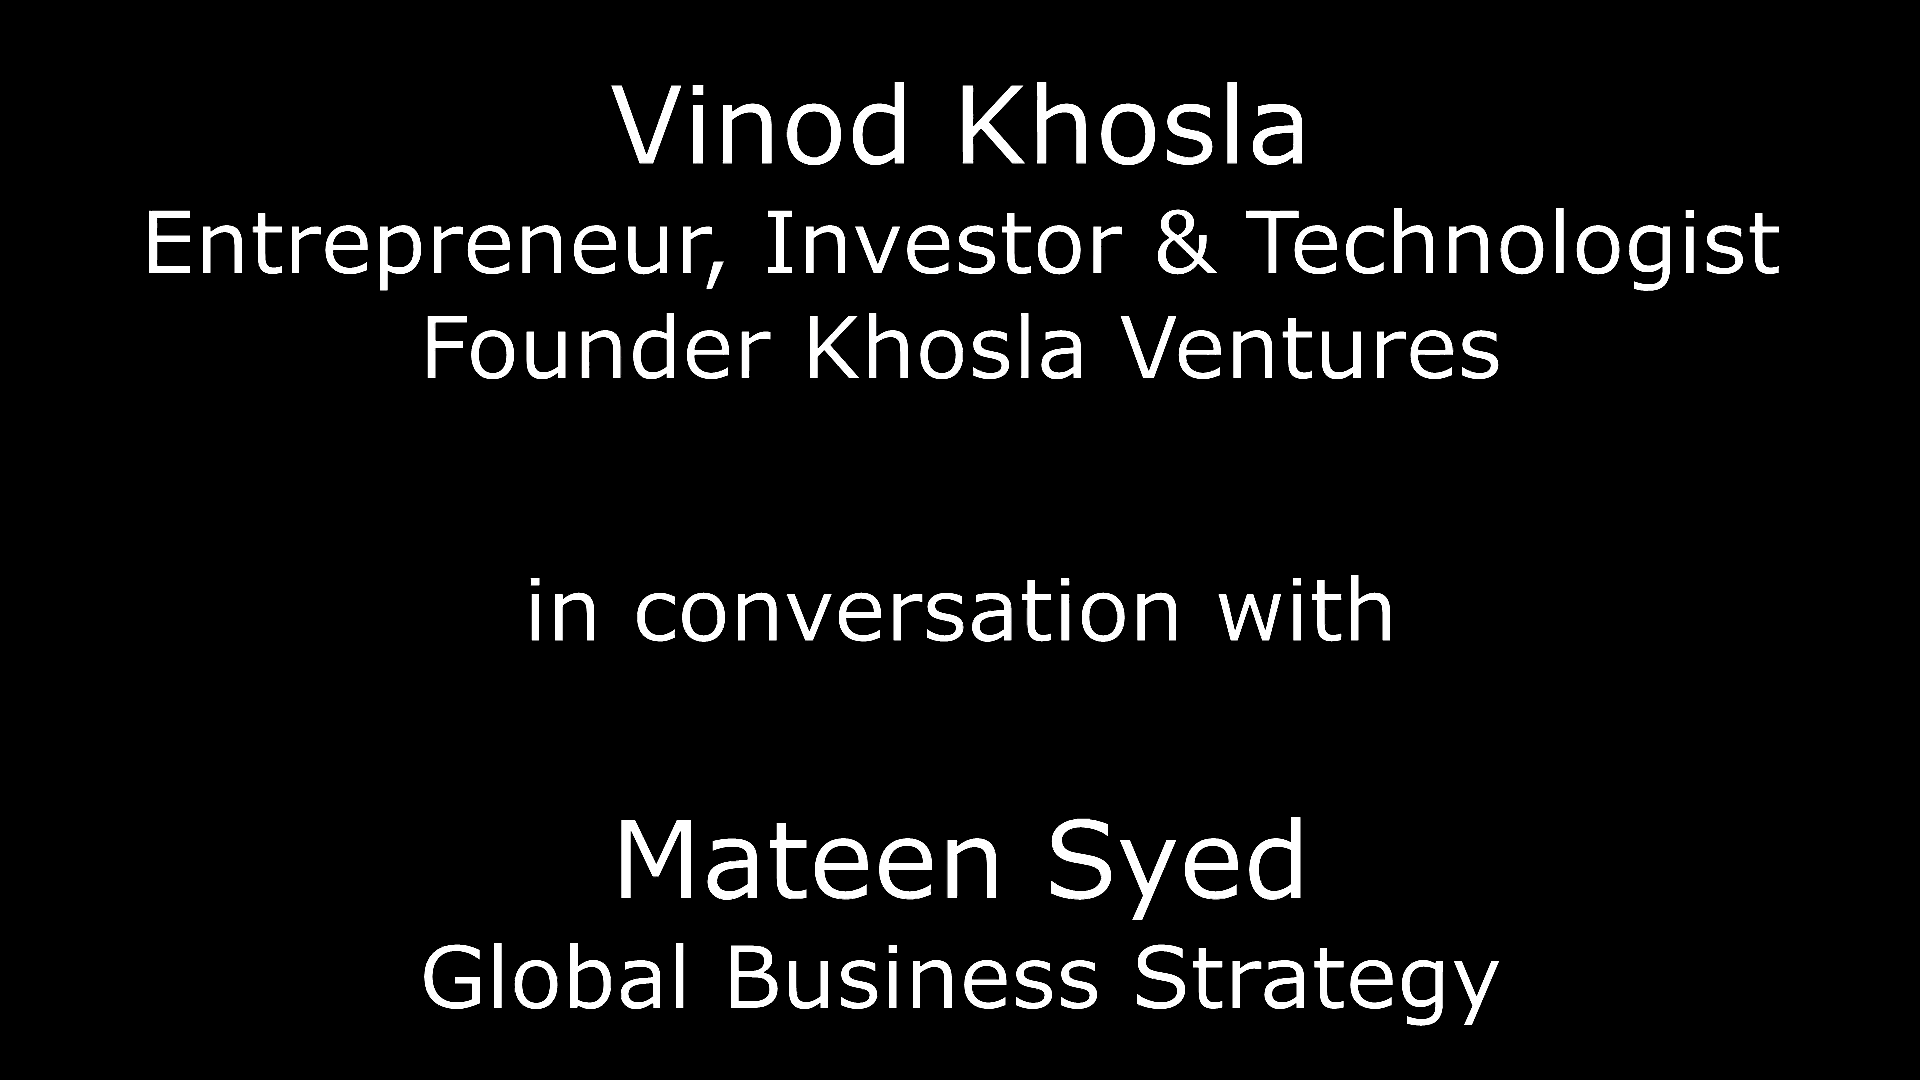 Vinod Khosla
Entrepreneur, Investor & Technologist
Founder Khosla Ventures
in conversation with
Mateen Syed
Global Business Strategy